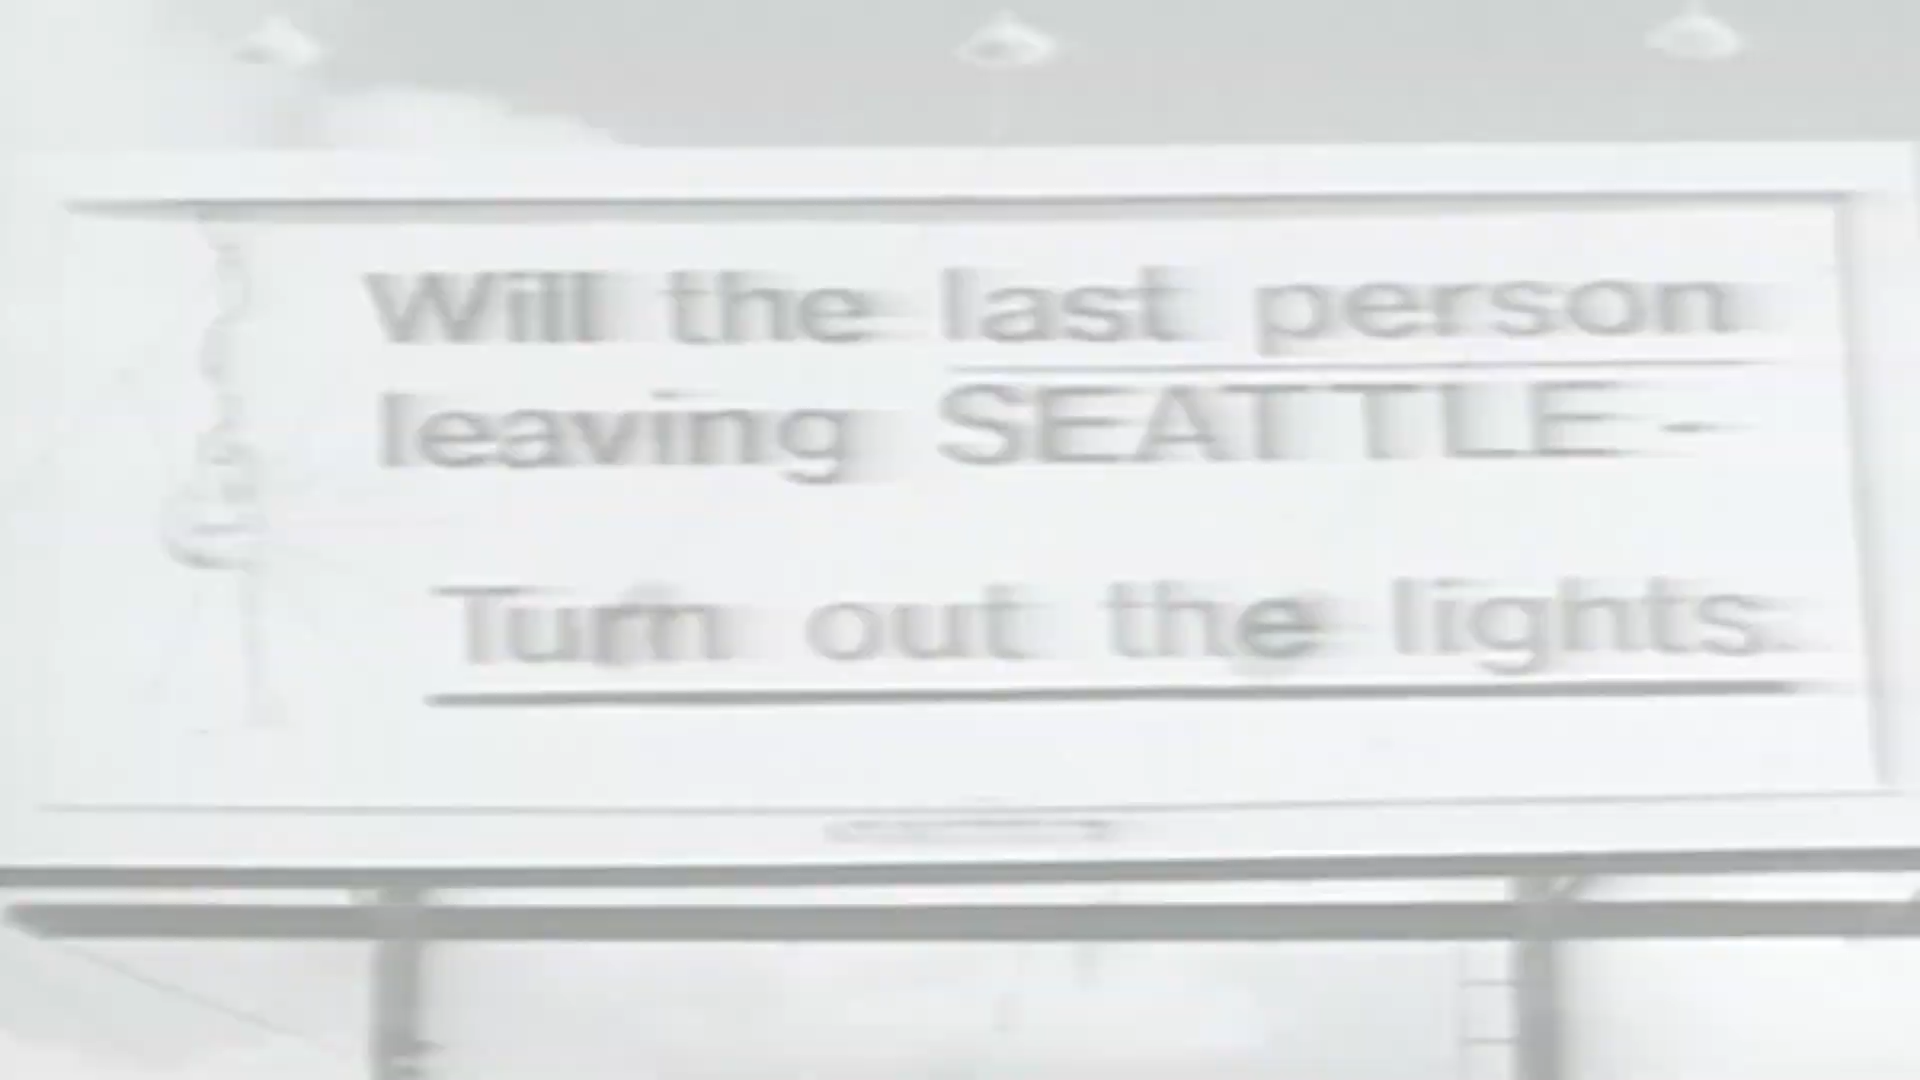 Will the last person
leaving SEATTLE -
Turn out the lights.